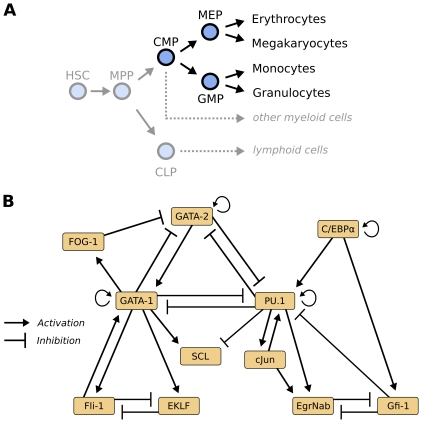 A
MEP
Erythrocytes
Megakaryocytes
CMP
HSC
MPP
Monocytes
Granulocytes
GMP
other myeloid cells
lymphoid cells
CLP
B
GATA-2
C/EBPα
FOG-1
GATA-1
PU.1
Activation
Inhibition
SCL
cJun
Fli-1
EKLF
EgrNab
Gfi-1